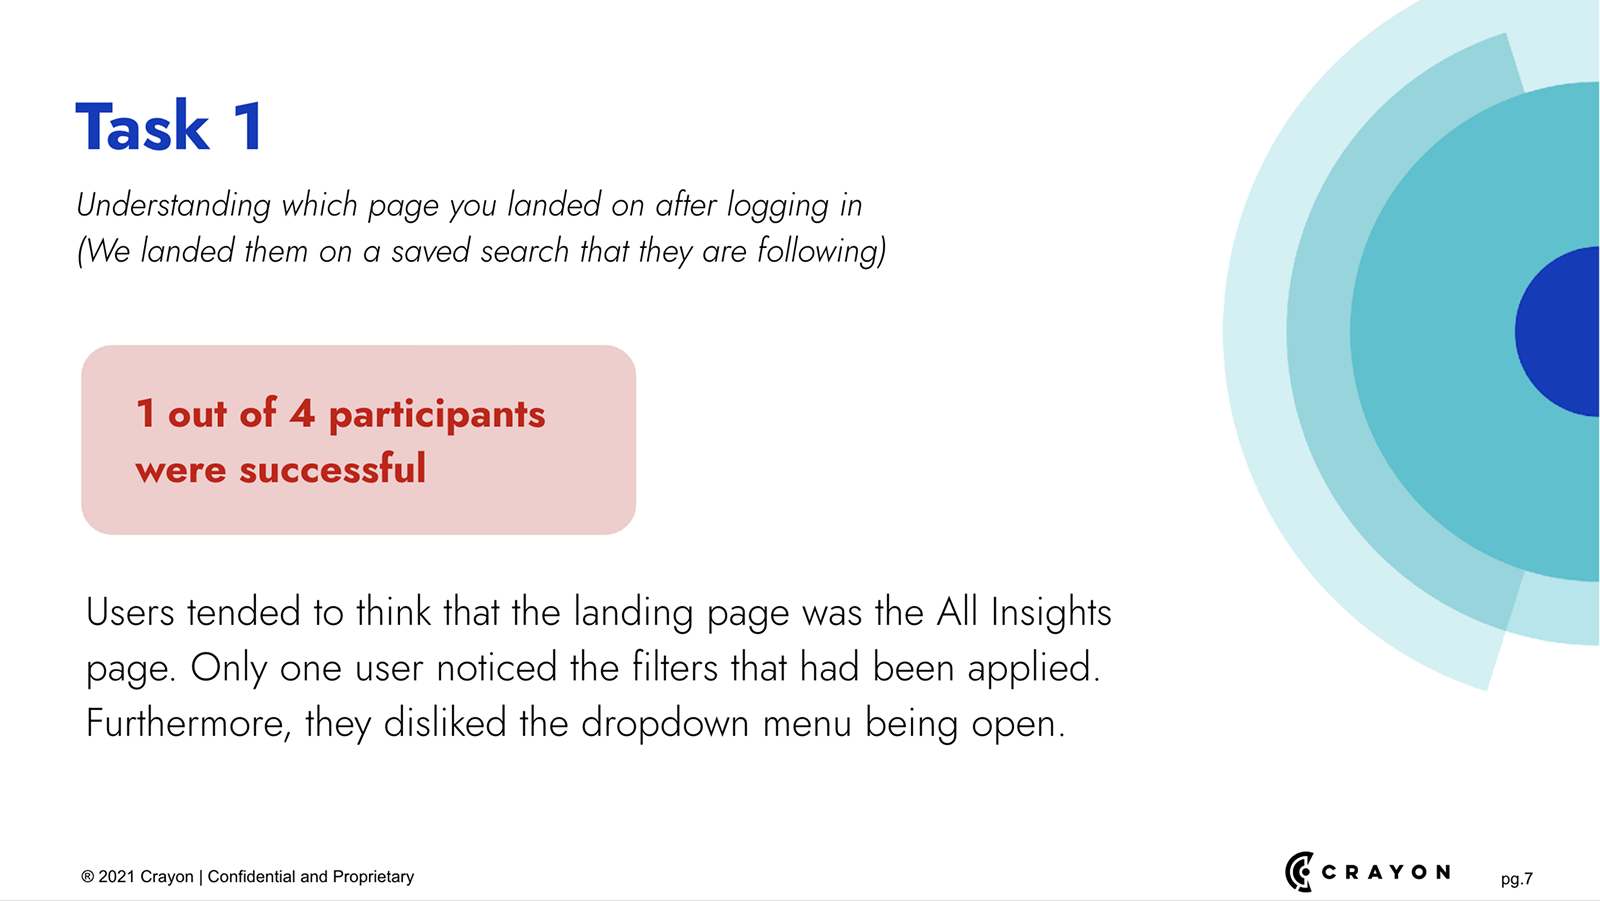 Task 1
Understanding which page you landed on after logging in
(We landed them on a saved search that they are following)
1 out of 4 participants
were successful
Users tended to think that the landing page was the All Insights
page. Only one user noticed the filters that had been applied.
Furthermore, they disliked the dropdown menu being open.
® 2021 Crayon | Confidential and Proprietary
CRAYON
pg.7